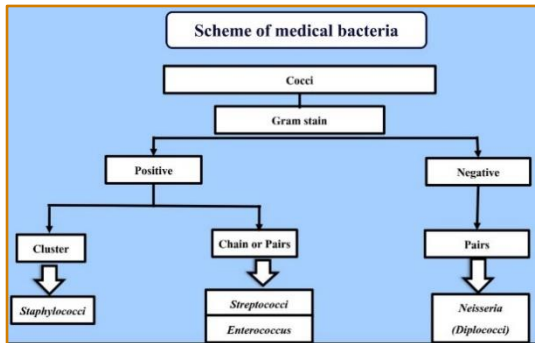 Scheme of medical bacteria
Cocci
Gram stain
Positive
Negative
Cluster
Chain or Pairs
Pairs
Staphylococci
Streptococci
Enterococcus
Neisseria
(Diplococci)